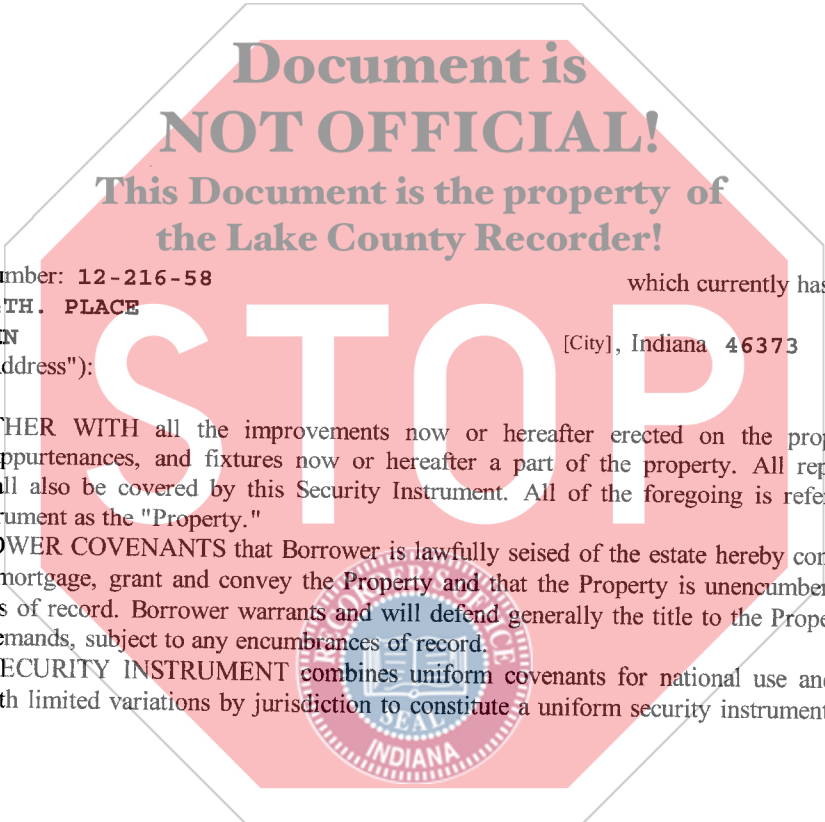 Document is
NOT OFFICIAL!
This Document is the property of
the Lake County Recorder!
umber: 12-216-58 which currently has
TH. PLACE
N [City], Indiana 46373
ddress"):
STOP
HER WITH all the improvements now or hereafter erected on the prop
ppurtenances, and fixtures now or hereafter a part of the property. All rep
ll also be covered by this Security Instrument. All of the foregoing is refer
rument as the "Property."
OWER COVENANTS that Borrower is lawfully seised of the estate hereby con
mortgage, grant and convey the Property and that the Property is unencumber
s of record. Borrower warrants and will defend generally the title to the Prope
emands, subject to any encumbrances of record.
ECURITY INSTRUMENT combines uniform covenants for national use and
th limited variations by jurisdiction to constitute a uniform security instrument
RECORDER'S OFFICE
SEAL
INDIANA